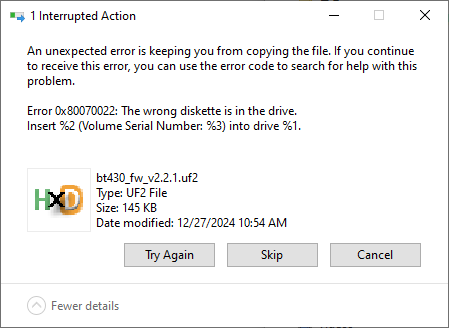 1 Interrupted Action
An unexpected error is keeping you from copying the file. If you continue
to receive this error, you can use the error code to search for help with this
problem.
Error 0x80070022: The wrong diskette is in the drive.
Insert %2 (Volume Serial Number: %3) into drive %1.
HxD
bt430_fw_v2.2.1.uf2
Type: UF2 File
Size: 145 KB
Date modified: 12/27/2024 10:54 AM
Try Again
Skip
Cancel
Fewer details